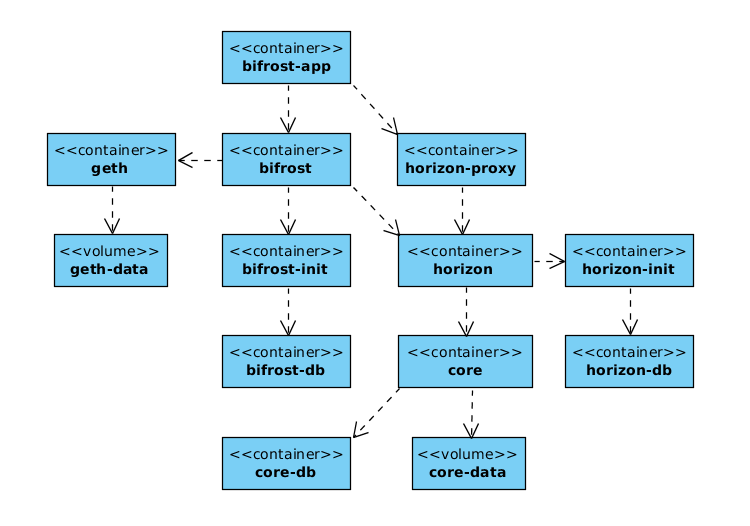 <<container>>
bifrost-app
<<container>>
geth
<<container>>
bifrost
<<container>>
horizon-proxy
<<volume>>
geth-data
<<container>>
bifrost-init
<<container>>
horizon
<<container>>
horizon-init
<<container>>
bifrost-db
<<container>>
core
<<container>>
horizon-db
<<container>>
core-db
<<volume>>
core-data